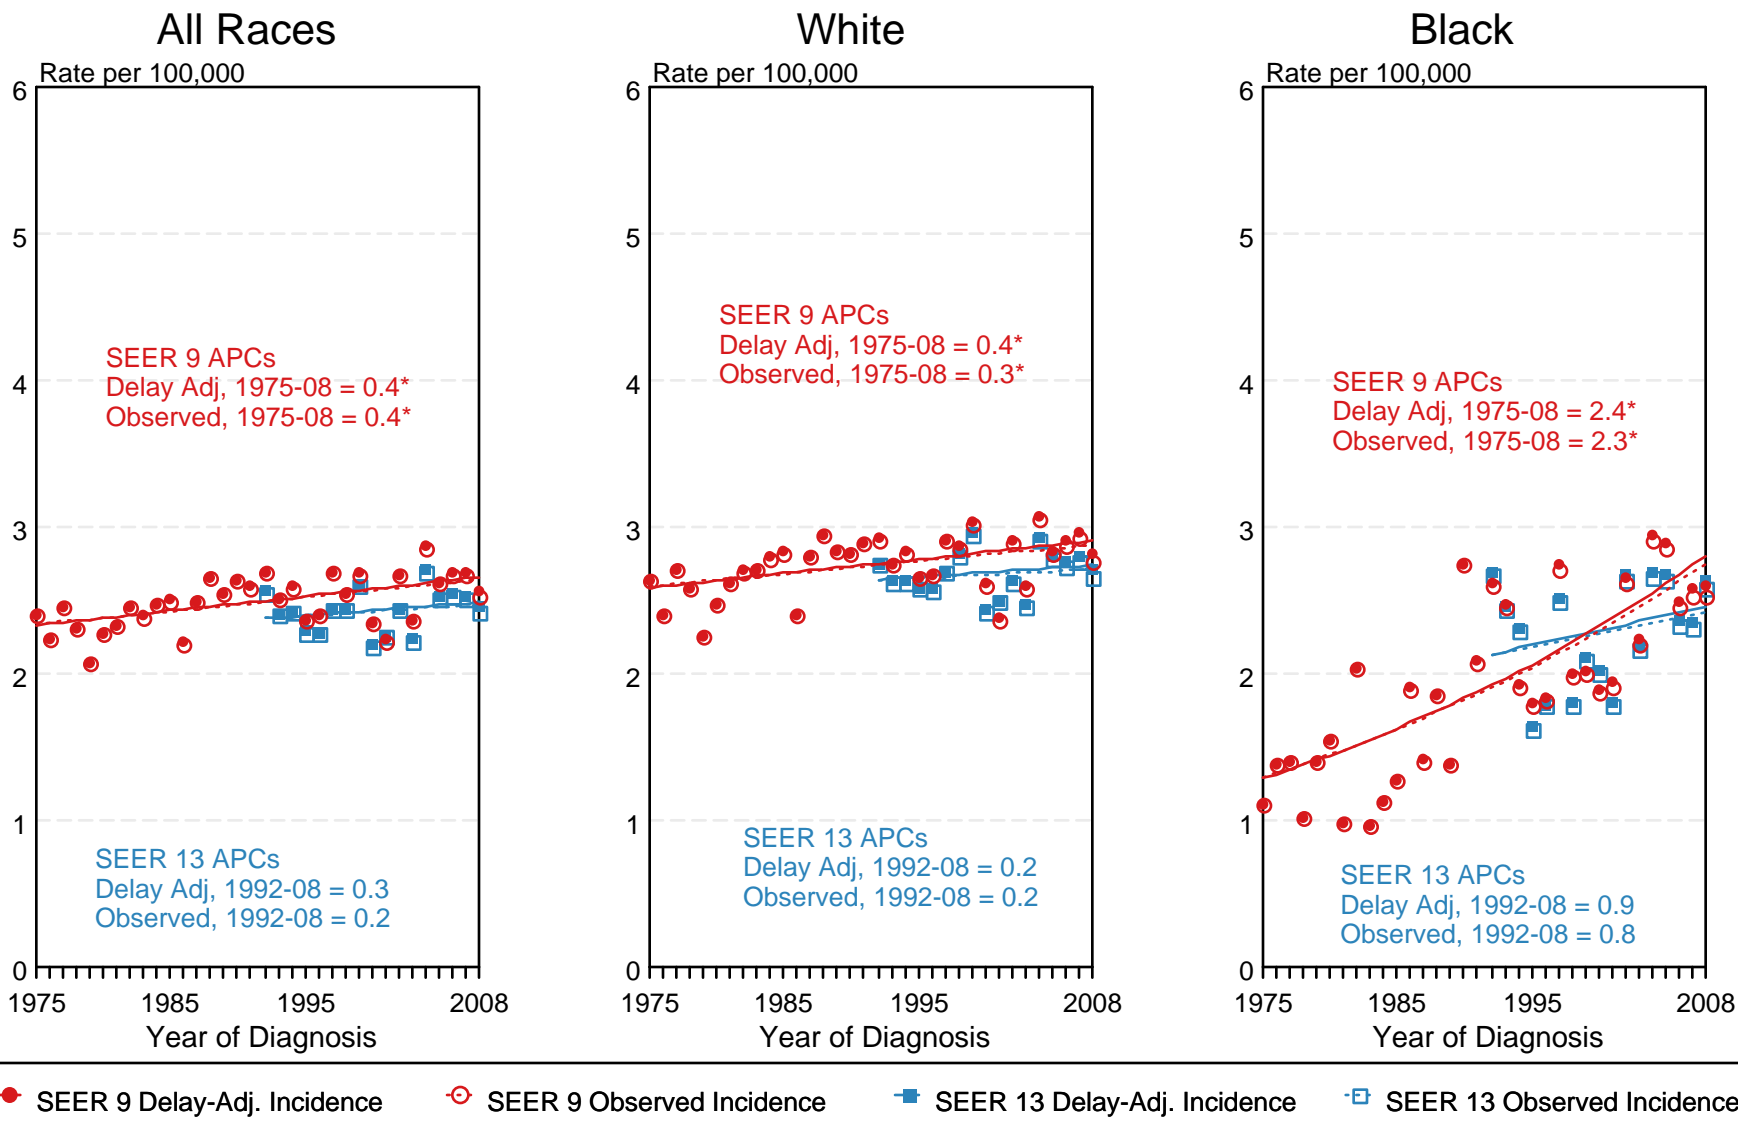 All Races
White
Black
Rate per 100,000
Rate per 100,000
Rate per 100,000
6
5
4
3
2
1
0
SEER 9 APCs
Delay Adj, 1975-08 = 0.4*
Observed, 1975-08 = 0.4*
SEER 13 APCs
Delay Adj, 1992-08 = 0.3
Observed, 1992-08 = 0.2
1975 1985 1995 2008
Year of Diagnosis
6
5
4
3
2
1
0
SEER 9 APCs
Delay Adj, 1975-08 = 0.4*
Observed, 1975-08 = 0.3*
SEER 13 APCs
Delay Adj, 1992-08 = 0.2
Observed, 1992-08 = 0.2
1975 1985 1995 2008
Year of Diagnosis
6
5
4
3
2
1
0
SEER 9 APCs
Delay Adj, 1975-08 = 2.4*
Observed, 1975-08 = 2.3*
SEER 13 APCs
Delay Adj, 1992-08 = 0.9
Observed, 1992-08 = 0.8
1975 1985 1995 2008
Year of Diagnosis
SEER 9 Delay-Adj. Incidence
SEER 9 Observed Incidence
SEER 13 Delay-Adj. Incidence
SEER 13 Observed Incidence